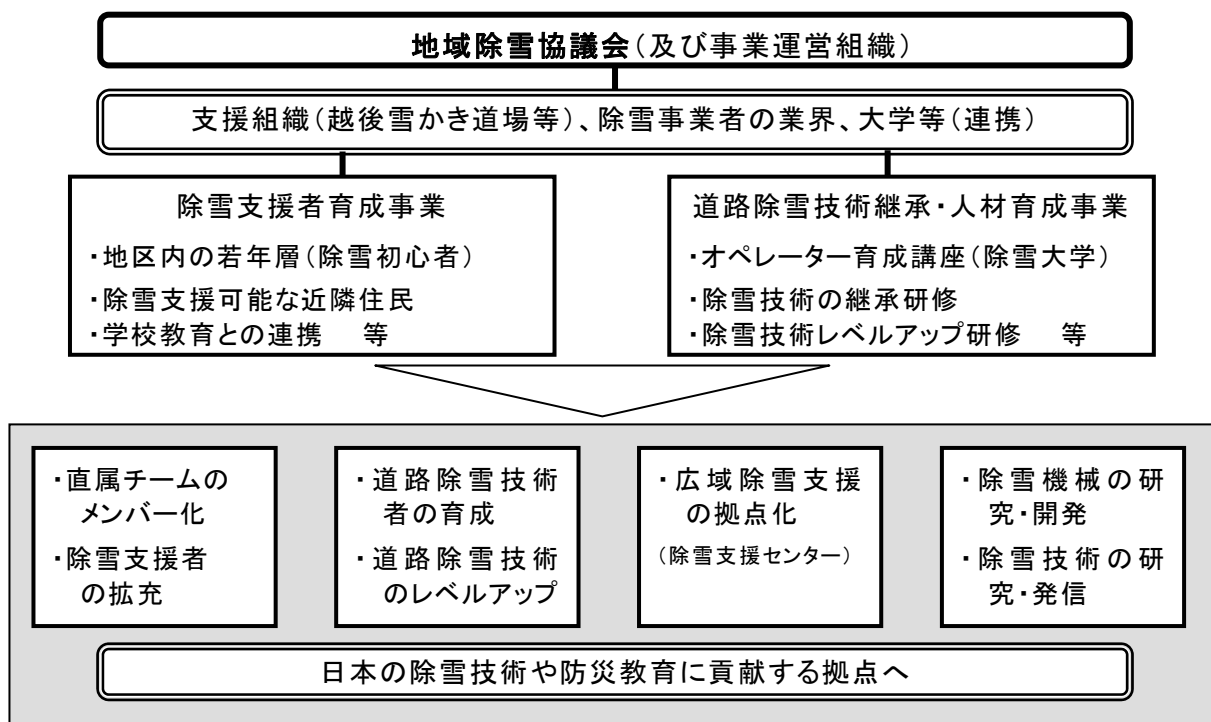 地域除雪協議会(及び事業運営組織)
支援組織(越後雪かき道場等)、除雪事業者の業界、大学等(連携)
除雪支援者育成事業
・地区内の若年層(除雪初心者)
・除雪支援可能な近隣住民
・学校教育との連携 等
道路除雪技術継承・人材育成事業
・オペレーター育成講座(除雪大学)
・除雪技術の継承研修
・除雪技術レベルアップ研修 等
・直属チームの
メンバー化
・除雪支援者
の拡充
・道路除雪技術
者の育成
・道路除雪技術
のレベルアップ
・広域除雪支援
の拠点化
(除雪支援センター)
・除雪機械の研
究・開発
・除雪技術の研
究・発信
日本の除雪技術や防災教育に貢献する拠点へ